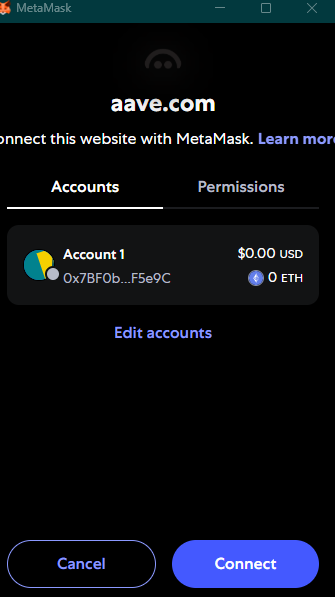 MetaMask
aave.com
onnect this website with MetaMask. Learn more
Accounts Permissions
Account 1 $0.00 USD
0x7BF0b...F5e9C 0 ETH
Edit accounts
Cancel Connect